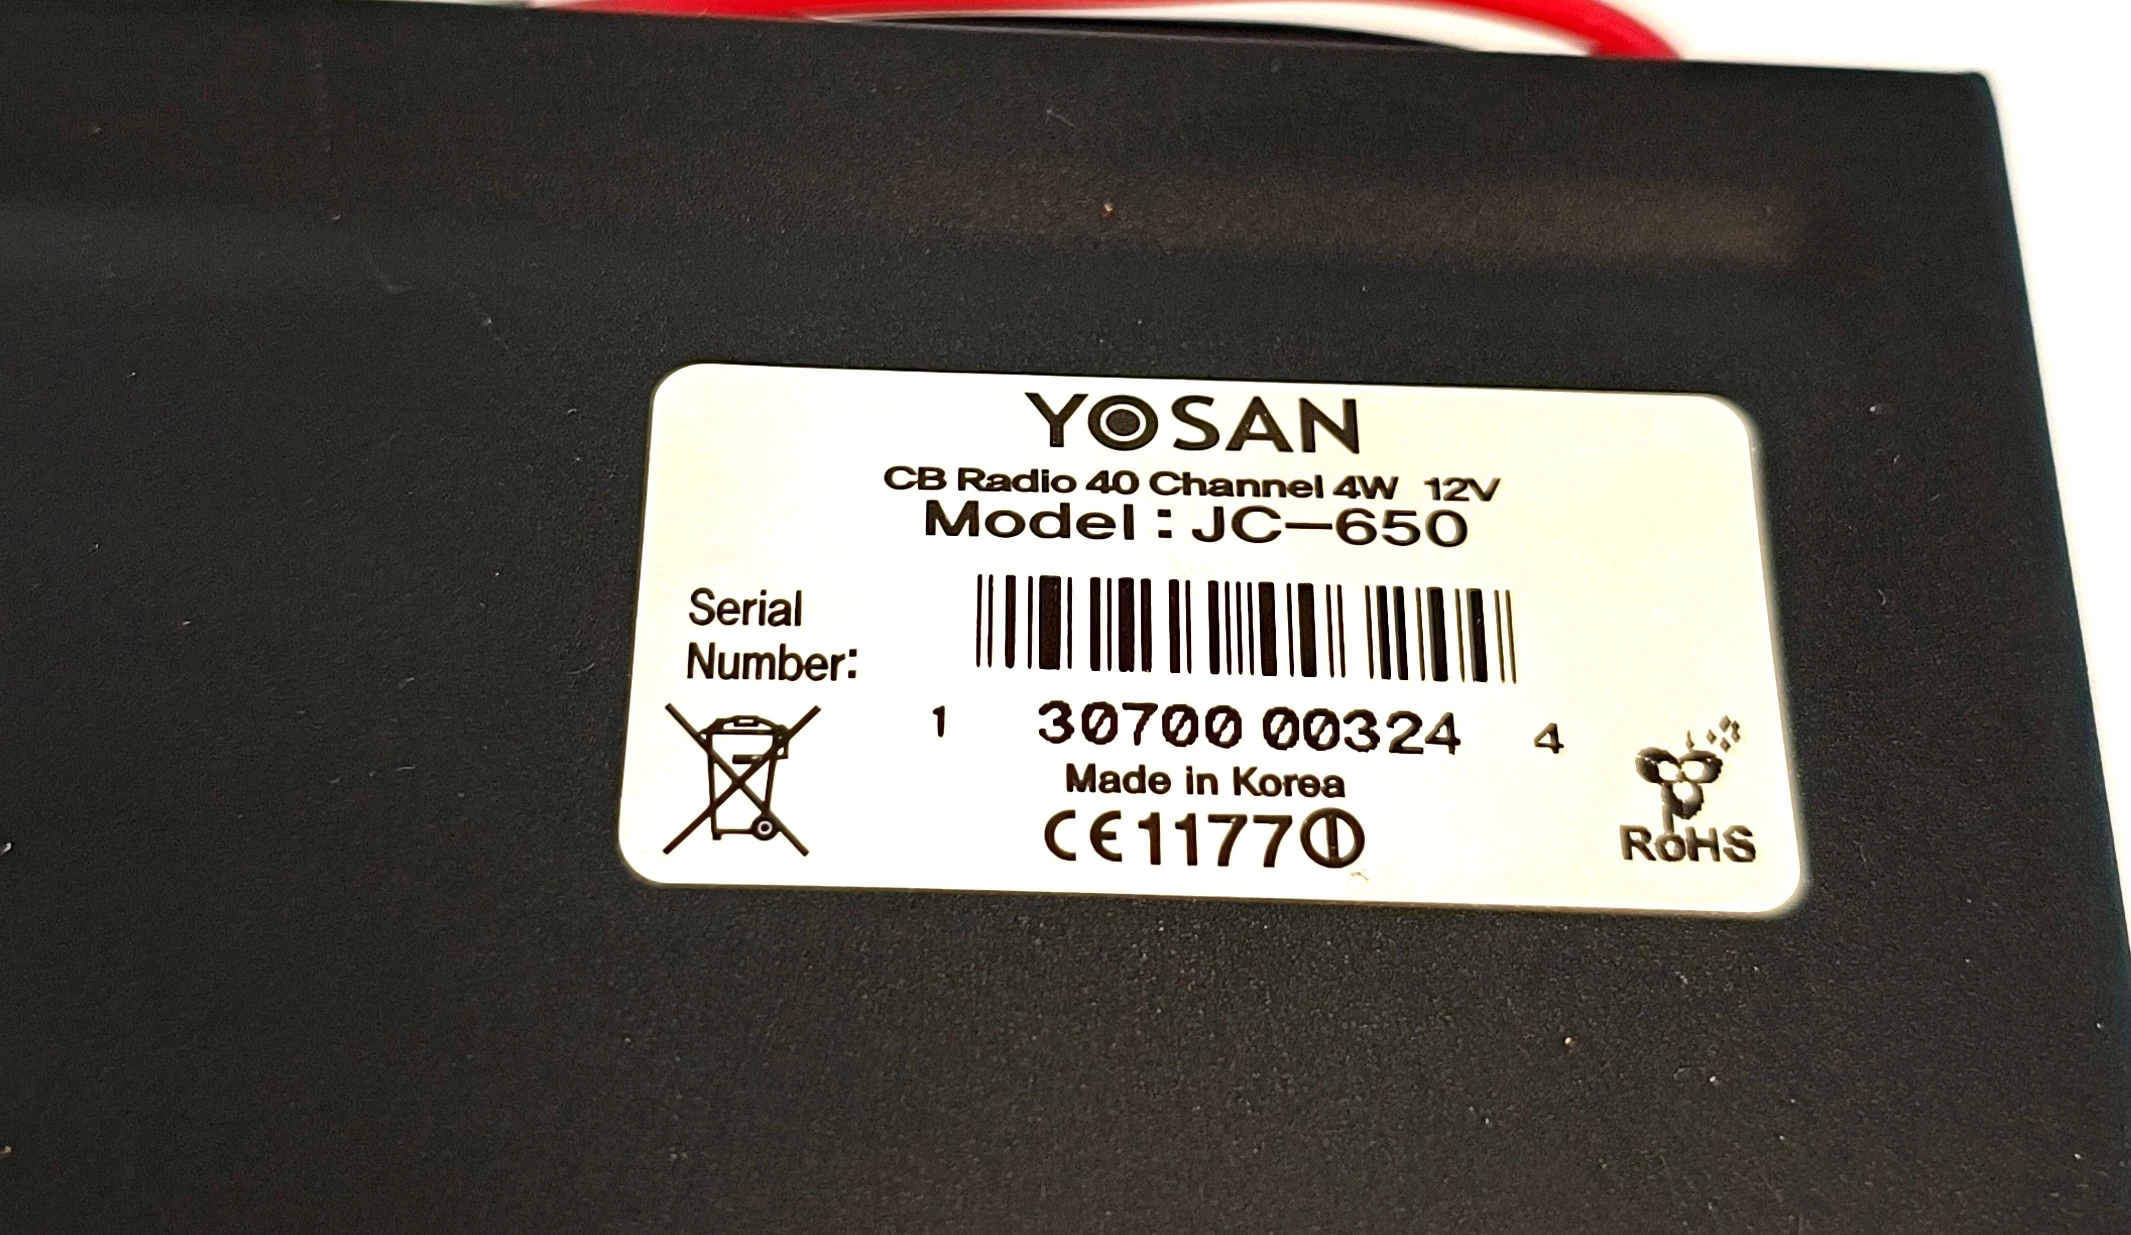 YOSAN
CB Radio 40 Channel 4W 12V
Model : JC-650
Serial
Number:
1 30700 00324 4
Made in Korea
CE1177
RoHS